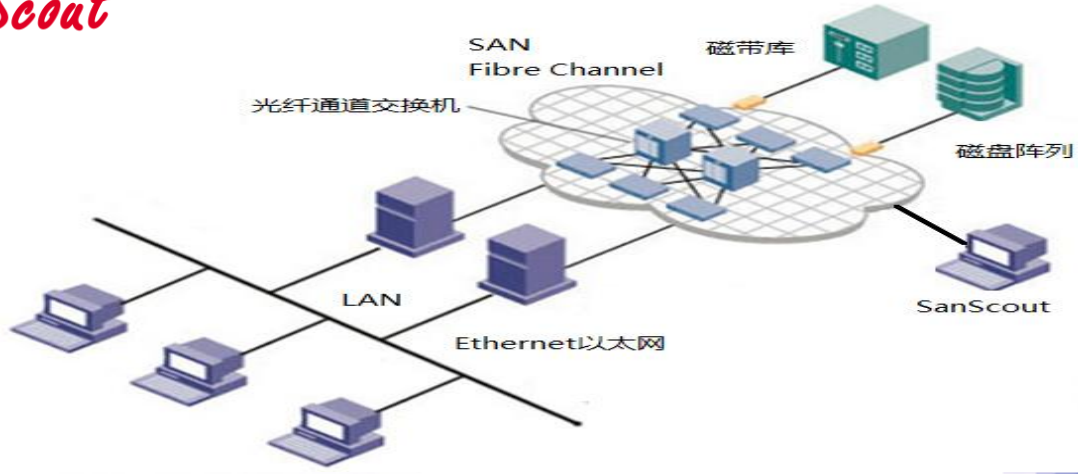 Scout
SAN
Fibre Channel
磁带库
光纤通道交换机
磁盘阵列
LAN
SanScout
Ethernet以太网